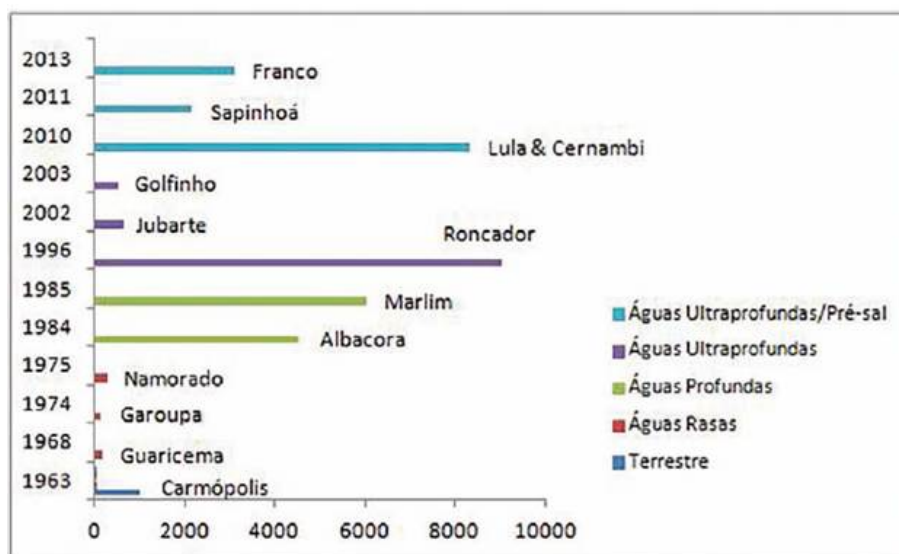 2013
Franco
2011
Sapinhoá
2010
Lula & Cernambi
2003
Golfinho
2002
Jubarte
1996
Roncador
1985
Marlim
1984
Albacora
1975
Namorado
1974
Garoupa
1968
Guaricema
1963
Carmópolis
0 2000 4000 6000 8000 10000
Águas Ultraprofundas/Pré-sal
Águas Ultraprofundas
Águas Profundas
Águas Rasas
Terrestre